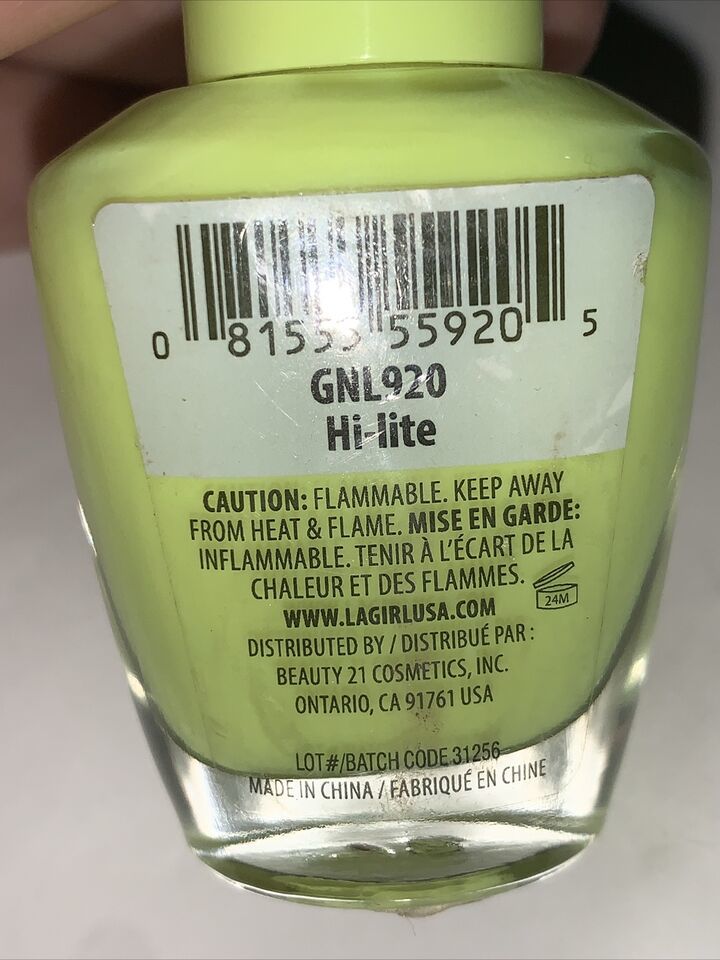 0 81555 55920 5
GNL920
Hi-lite
CAUTION: FLAMMABLE. KEEP AWAY
FROM HEAT & FLAME. MISE EN GARDE:
INFLAMMABLE. TENIR À L'ÉCART DE LA
CHALEUR ET DES FLAMMES.
24M
WWW.LAGIRLUSA.COM
DISTRIBUTED BY / DISTRIBUÉ PAR :
BEAUTY 21 COSMETICS, INC.
ONTARIO, CA 91761 USA
LOT#/BATCH CODE 31256
MADE IN CHINA / FABRIQUÉ EN CHINE